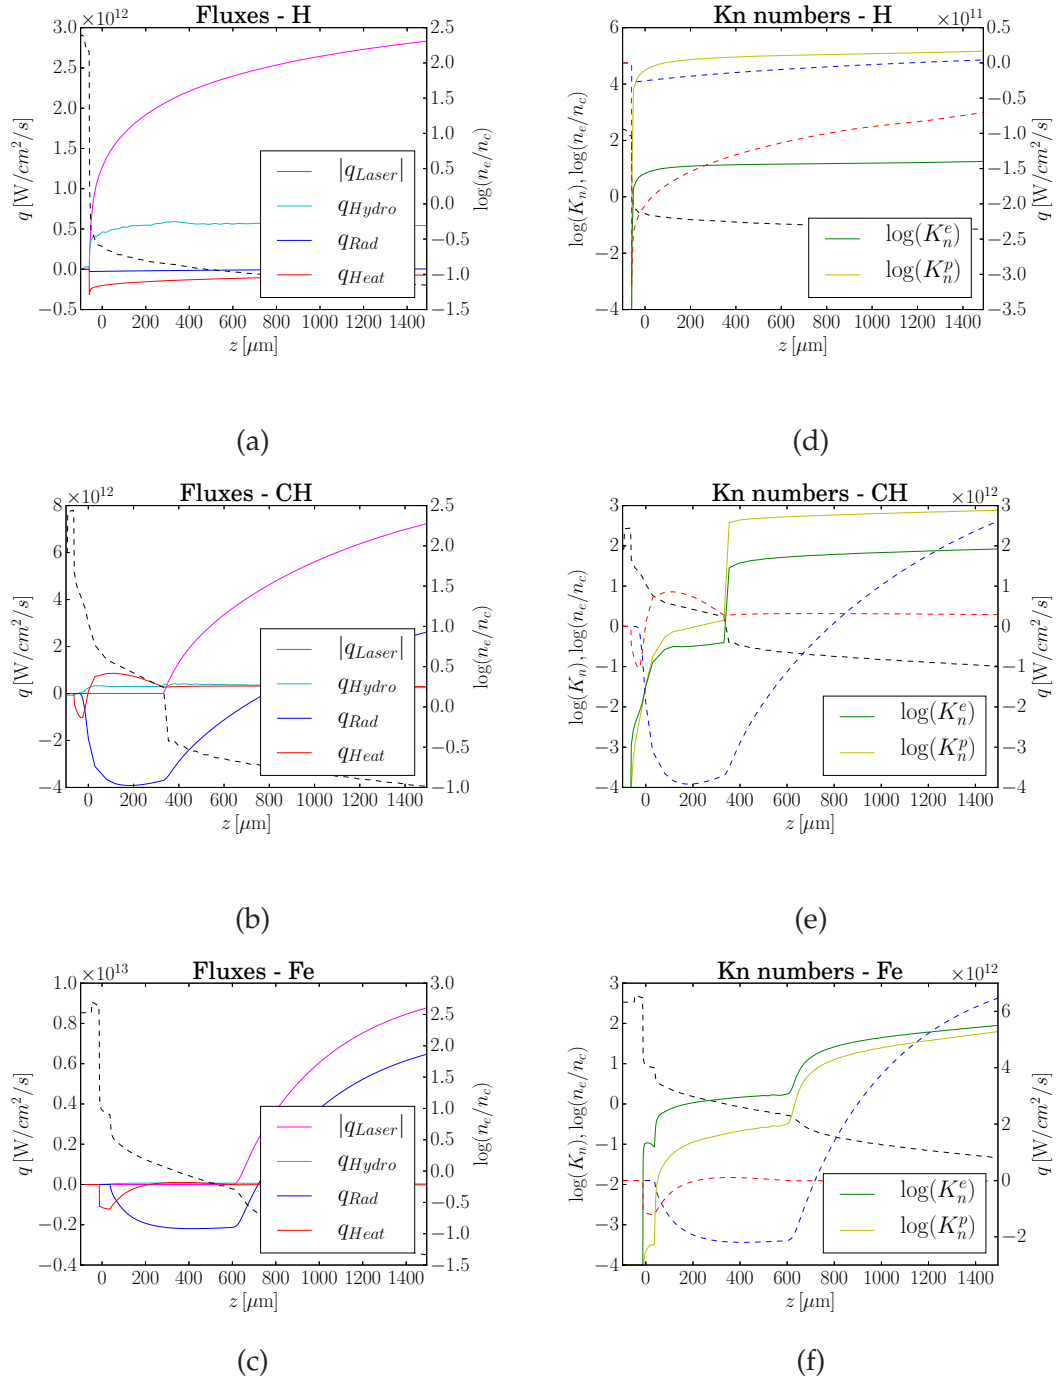 Fluxes - H
×10^12
3.0
2.5
2.0
1.5
1.0
0.5
0.0
−0.5
q [W/cm^2/s]
2.5
2.0
1.5
1.0
0.5
0.0
−0.5
−1.0
−1.5
log(n_e/n_c)
|q_Laser|
q_Hydro
q_Rad
q_Heat
0 200 400 600 800 1000 1200 1400
z [μm]
(a)
Kn numbers - H
×10^11
6
4
2
0
−2
−4
log(K_n), log(n_e/n_c)
0.0
−0.5
−1.0
−1.5
−2.0
−2.5
−3.0
−3.5
q [W/cm^2/s]
log(K_n^e)
log(K_n^p)
0 200 400 600 800 1000 1200 1400
z [μm]
(d)
Fluxes - CH
×10^12
8
6
4
2
0
−2
−4
q [W/cm^2/s]
2.5
2.0
1.5
1.0
0.5
0.0
−0.5
−1.0
log(n_e/n_c)
|q_Laser|
q_Hydro
q_Rad
q_Heat
0 200 400 600 800 1000 1200 1400
z [μm]
(b)
Kn numbers - CH
×10^12
3
2
1
0
−1
−2
−3
−4
log(K_n), log(n_e/n_c)
3
2
1
0
−1
−2
−3
−4
q [W/cm^2/s]
log(K_n^e)
log(K_n^p)
0 200 400 600 800 1000 1200 1400
z [μm]
(e)
Fluxes - Fe
×10^13
1.0
0.8
0.6
0.4
0.2
0.0
−0.2
−0.4
q [W/cm^2/s]
3.0
2.5
2.0
1.5
1.0
0.5
0.0
−0.5
−1.0
−1.5
log(n_e/n_c)
|q_Laser|
q_Hydro
q_Rad
q_Heat
0 200 400 600 800 1000 1200 1400
z [μm]
(c)
Kn numbers - Fe
×10^12
3
2
1
0
−1
−2
−3
−4
log(K_n), log(n_e/n_c)
6
4
2
0
−2
q [W/cm^2/s]
log(K_n^e)
log(K_n^p)
0 200 400 600 800 1000 1200 1400
z [μm]
(f)